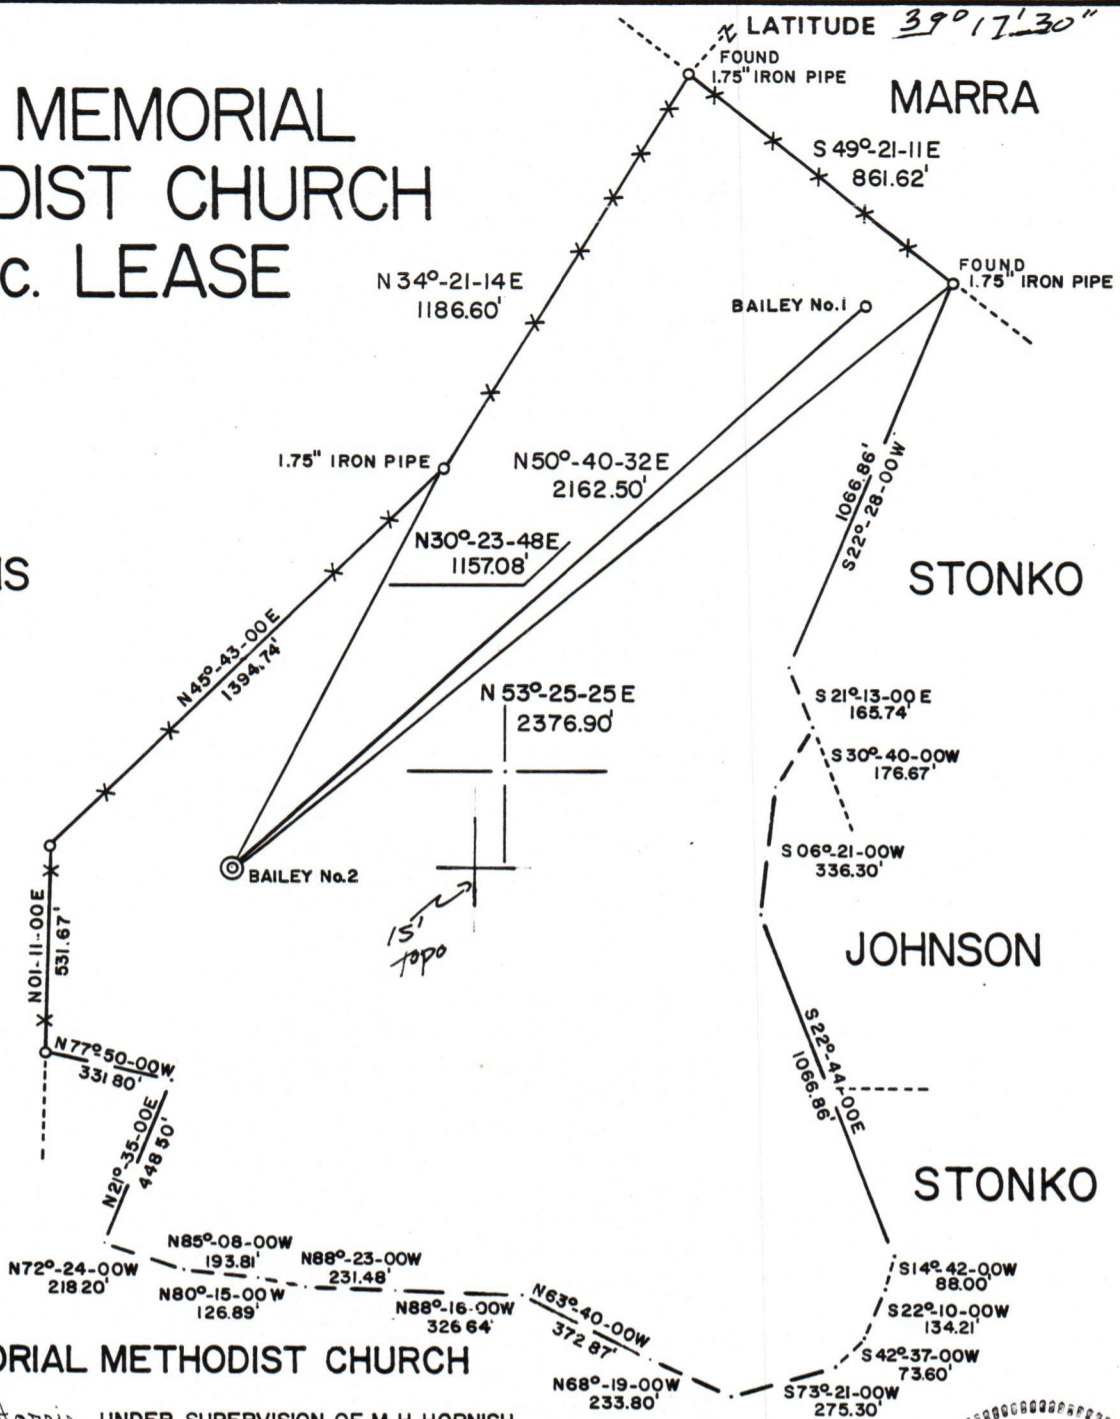 LATITUDE 39° 17' 30"
FOUND
1.75" IRON PIPE
MARRA
MEMORIAL
DIST CHURCH
c. LEASE
S 49°-21-11 E
861.62'
FOUND
1.75" IRON PIPE
N 34°-21-14 E
1186.60'
BAILEY No.1
1.75" IRON PIPE
N50°-40-32E
2162.50'
1066.86'
S22°-28-00W
N30°-23-48E
1157.08'
IS
STONKO
N45°-43-00E
1394.74'
N 53°-25-25 E
2376.90'
S 21°-13-00 E
165.74'
S 30°-40-00W
176.67'
BAILEY No.2
S 06°-21-00W
336.30'
15'
topo
N01-11-00E
531.67'
JOHNSON
S22°-44-00E
1066.86'
N77°-50-00W
331 80'
N21°-35-00E
448 50'
STONKO
N72°-24-00W
218 20'
N85°-08-00W
193.81'
N80°-15-00W
126.89'
N88°-23-00W
231.48'
N88°-16-00W
326 64'
N63°-40-00W
372 87'
N68°-19-00W
233.80'
S14°-42-00W
88.00'
S22°-10-00W
134.21'
S42°-37-00W
73.60'
S73°-21-00W
275.30'
ORIAL METHODIST CHURCH
UNDER SUPERVISION OF M.H. HORNISH